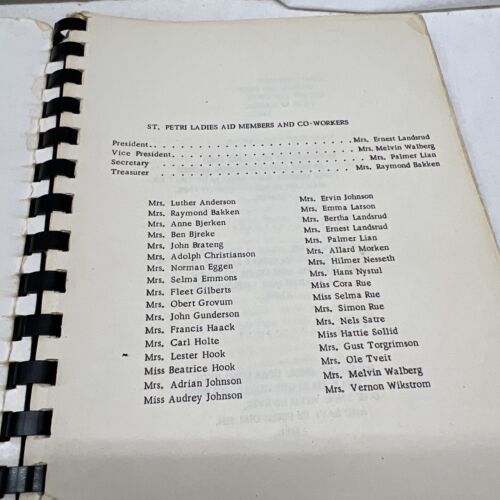 ST. PETRI LADIES AID MEMBERS AND CO-WORKERS
President. . . . . . . . . . . . . . . . . . . . Mrs. Ernest Landsrud
Vice President. . . . . . . . . . . . . . . . . . . Mrs. Melvin Walberg
Secretary . . . . . . . . . . . . . . . . . . . . Mrs. Palmer Lian
Treasurer . . . . . . . . . . . . . . . . . . . . Mrs. Raymond Bakken
Mrs. Luther Anderson
Mrs. Raymond Bakken
Mrs. Anne Bjerken
Mrs. Ben Bjreke
Mrs. John Brateng
Mrs. Adolph Christianson
Mrs. Norman Eggen
Mrs. Selma Emmons
Mrs. Fleet Gilberts
Mrs. Obert Grovum
Mrs. John Gunderson
Mrs. Francis Haack
Mrs. Carl Holte
Mrs. Lester Hook
Miss Beatrice Hook
Mrs. Adrian Johnson
Miss Audrey Johnson
Mrs. Ervin Johnson
Mrs. Emma Larson
Mrs. Bertha Landsrud
Mrs. Ernest Landsrud
Mrs. Palmer Lian
Mrs. Allard Morken
Mrs. Hilmer Nesseth
Mrs. Hans Nystul
Miss Cora Rue
Miss Selma Rue
Mrs. Simon Rue
Mrs. Nels Satre
Miss Hattie Sollid
Mrs. Gust Torgrimson
Mrs. Ole Tveit
Mrs. Melvin Walberg
Mrs. Vernon Wikstrom